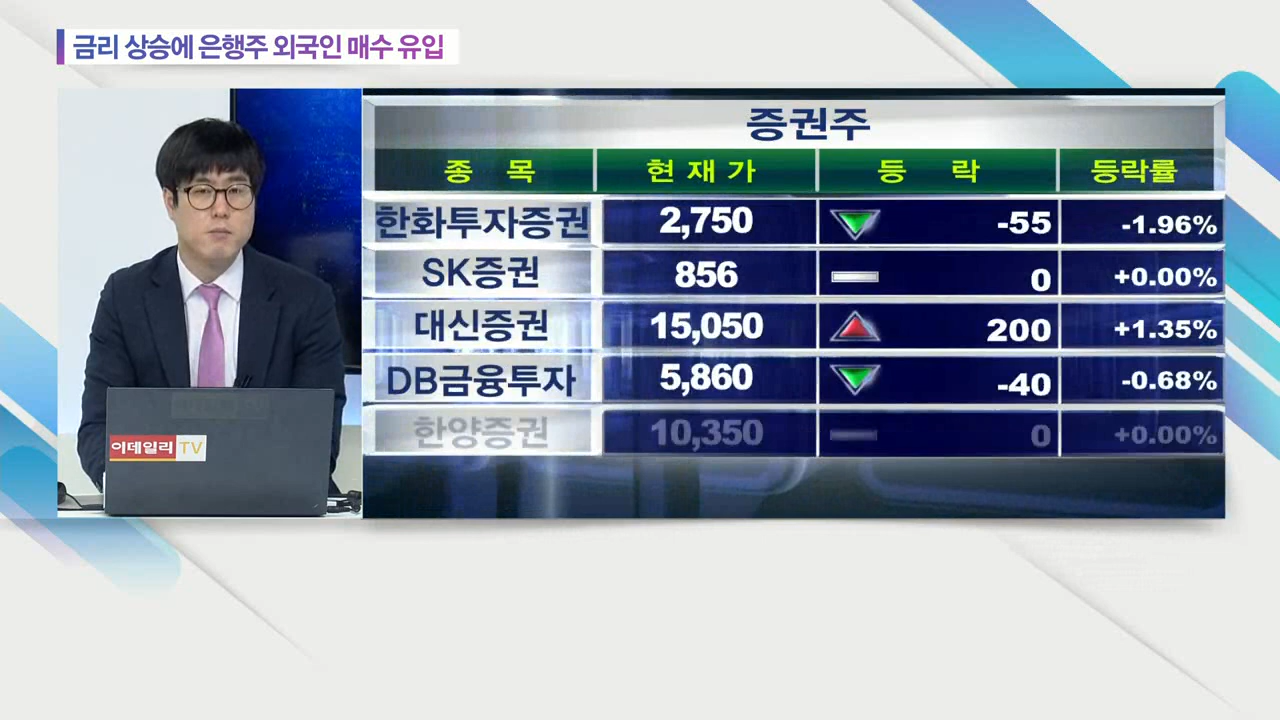 금리 상승에 은행주 외국인 매수 유입
증권주
종 목 현재가 등 락 등락률
한화투자증권 2,750 -55 -1.96%
SK증권 856 0 +0.00%
대신증권 15,050 200 +1.35%
DB금융투자 5,860 -40 -0.68%
한양증권 10,350 0 +0.00%
이데일리 TV